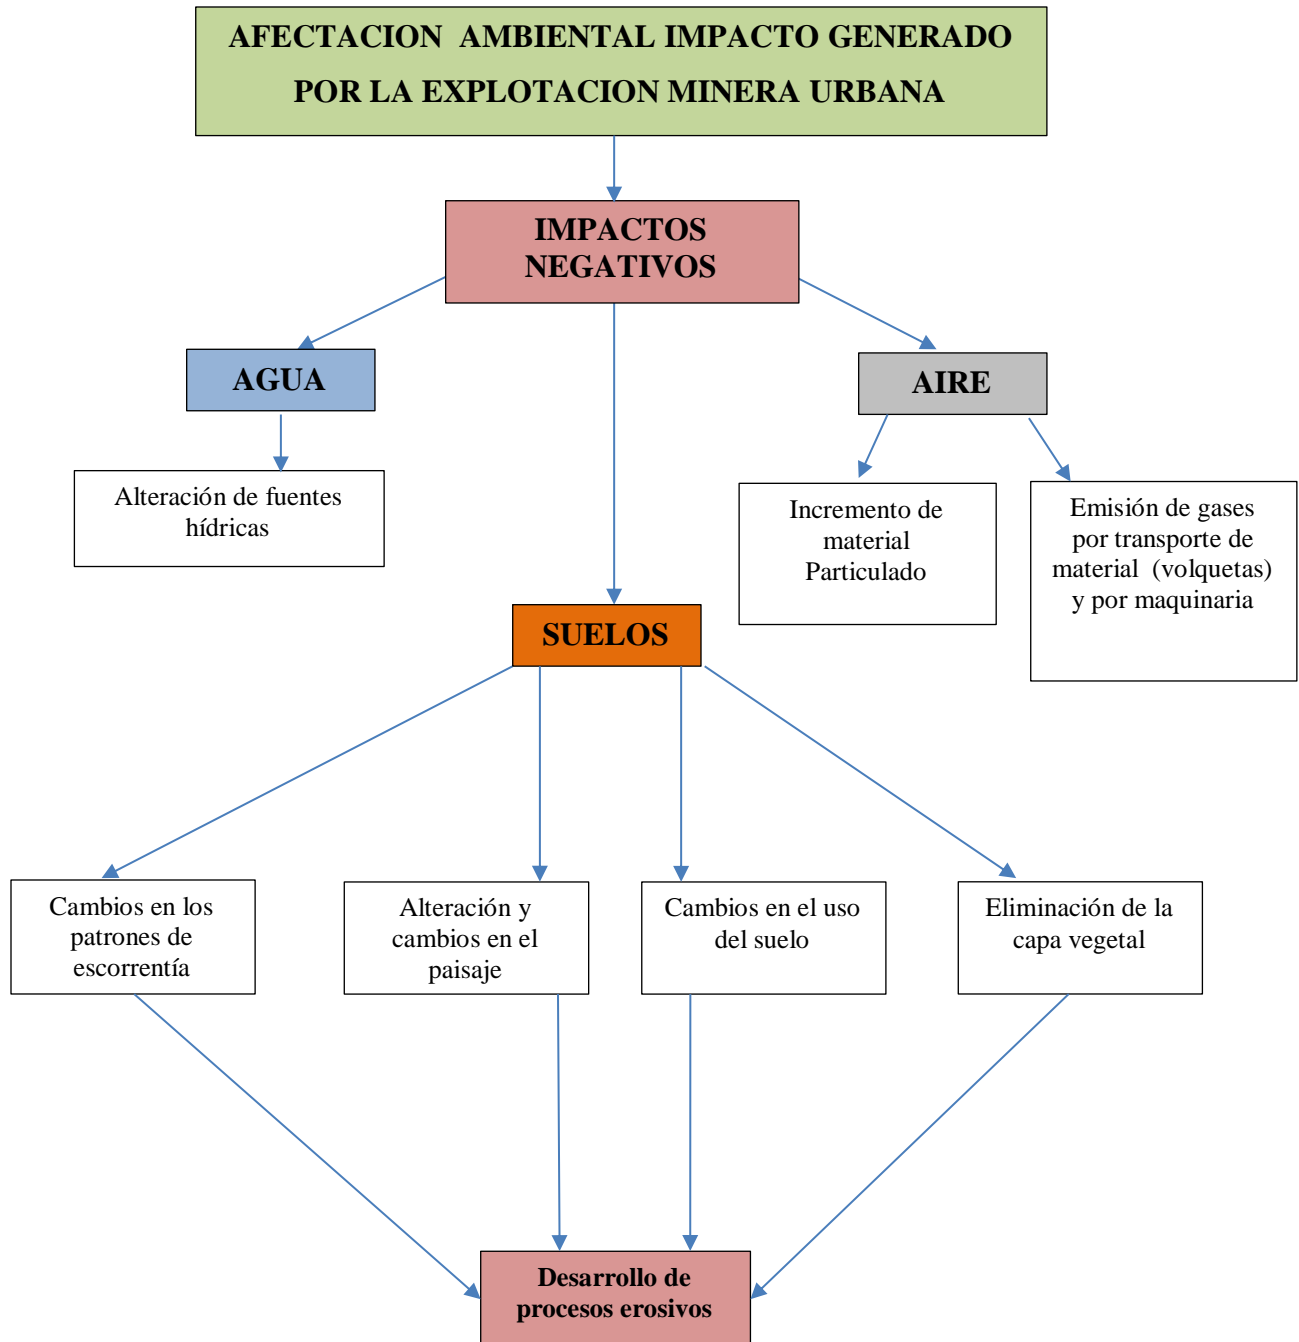 AFECTACION  AMBIENTAL IMPACTO GENERADO
POR LA EXPLOTACION MINERA URBANA
IMPACTOS
NEGATIVOS
AGUA
AIRE
Alteración de fuentes
hídricas
Incremento de
material
Particulado
Emisión de gases
por transporte de
material  (volquetas)
y por maquinaria
SUELOS
Cambios en los
patrones de
escorrentía
Alteración y
cambios en el
paisaje
Cambios en el uso
del suelo
Eliminación de la
capa vegetal
Desarrollo de
procesos erosivos